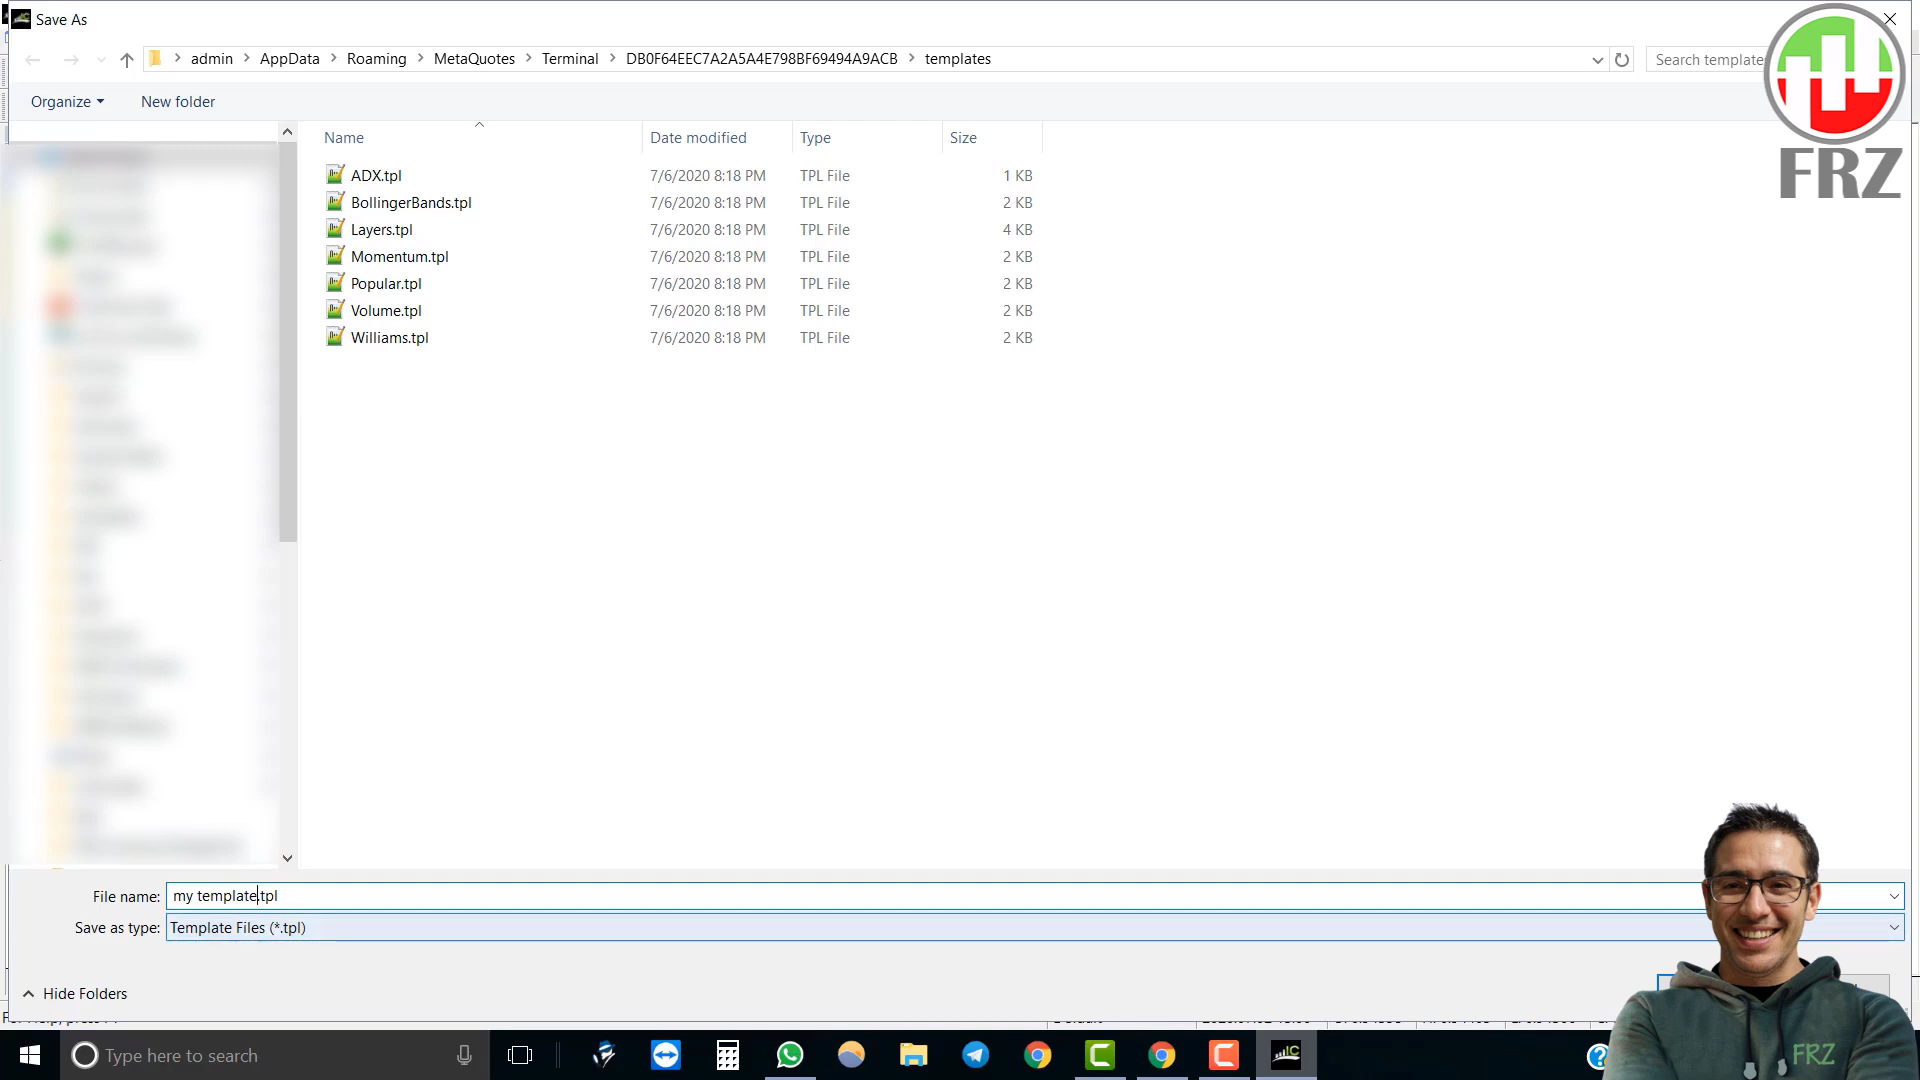 Save As
admin > AppData > Roaming > MetaQuotes > Terminal > DB0F64EEC7A2A5A4E798BF69494A9ACB > templates
Search template
FRZ
Organize
New folder
Name Date modified Type Size
ADX.tpl 7/6/2020 8:18 PM TPL File 1 KB
BollingerBands.tpl 7/6/2020 8:18 PM TPL File 2 KB
Layers.tpl 7/6/2020 8:18 PM TPL File 4 KB
Momentum.tpl 7/6/2020 8:18 PM TPL File 2 KB
Popular.tpl 7/6/2020 8:18 PM TPL File 2 KB
Volume.tpl 7/6/2020 8:18 PM TPL File 2 KB
Williams.tpl 7/6/2020 8:18 PM TPL File 2 KB
File name: my template.tpl
Save as type: Template Files (*.tpl)
Hide Folders
Type here to search
IC
FRZ